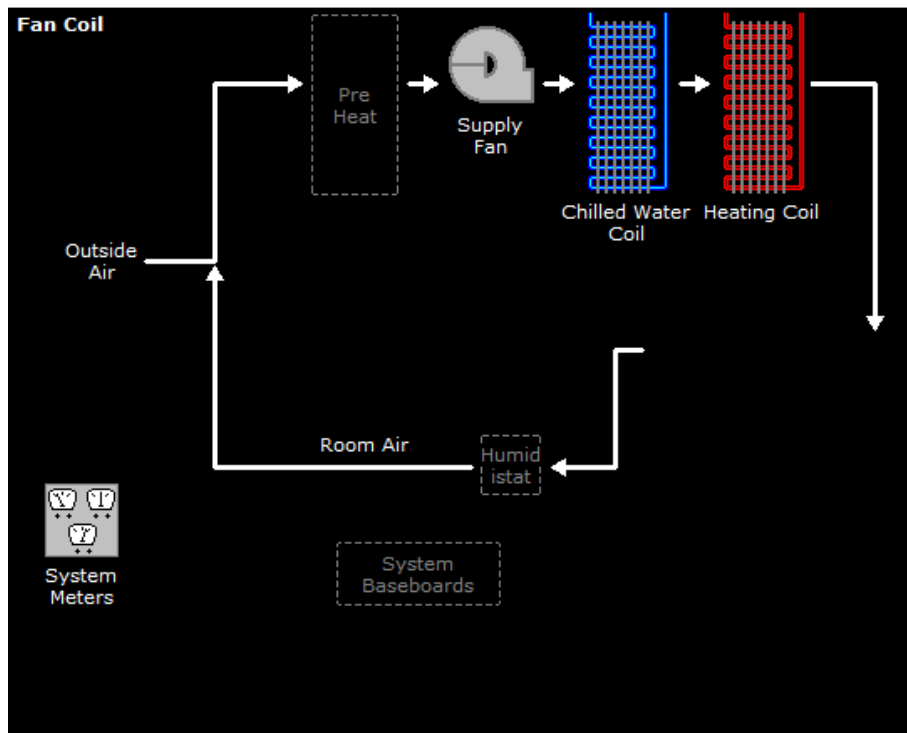 Fan Coil
Pre
Heat
Supply
Fan
Chilled Water
Coil
Heating Coil
Outside
Air
Room Air
Humid
istat
System
Meters
System
Baseboards